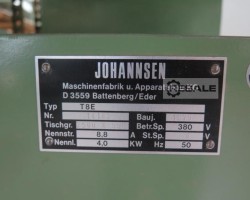 JOHANNSEN
Maschinenfabrik u. Apparatebau
D 3559 Battenberg/Eder
Typ T8E
Nr. Bauj.
Tischgr. Betr.Sp. 380 V
Nennstr. 8.8 A St.Sp. V
Nennl. 4,0 KW Hz 50